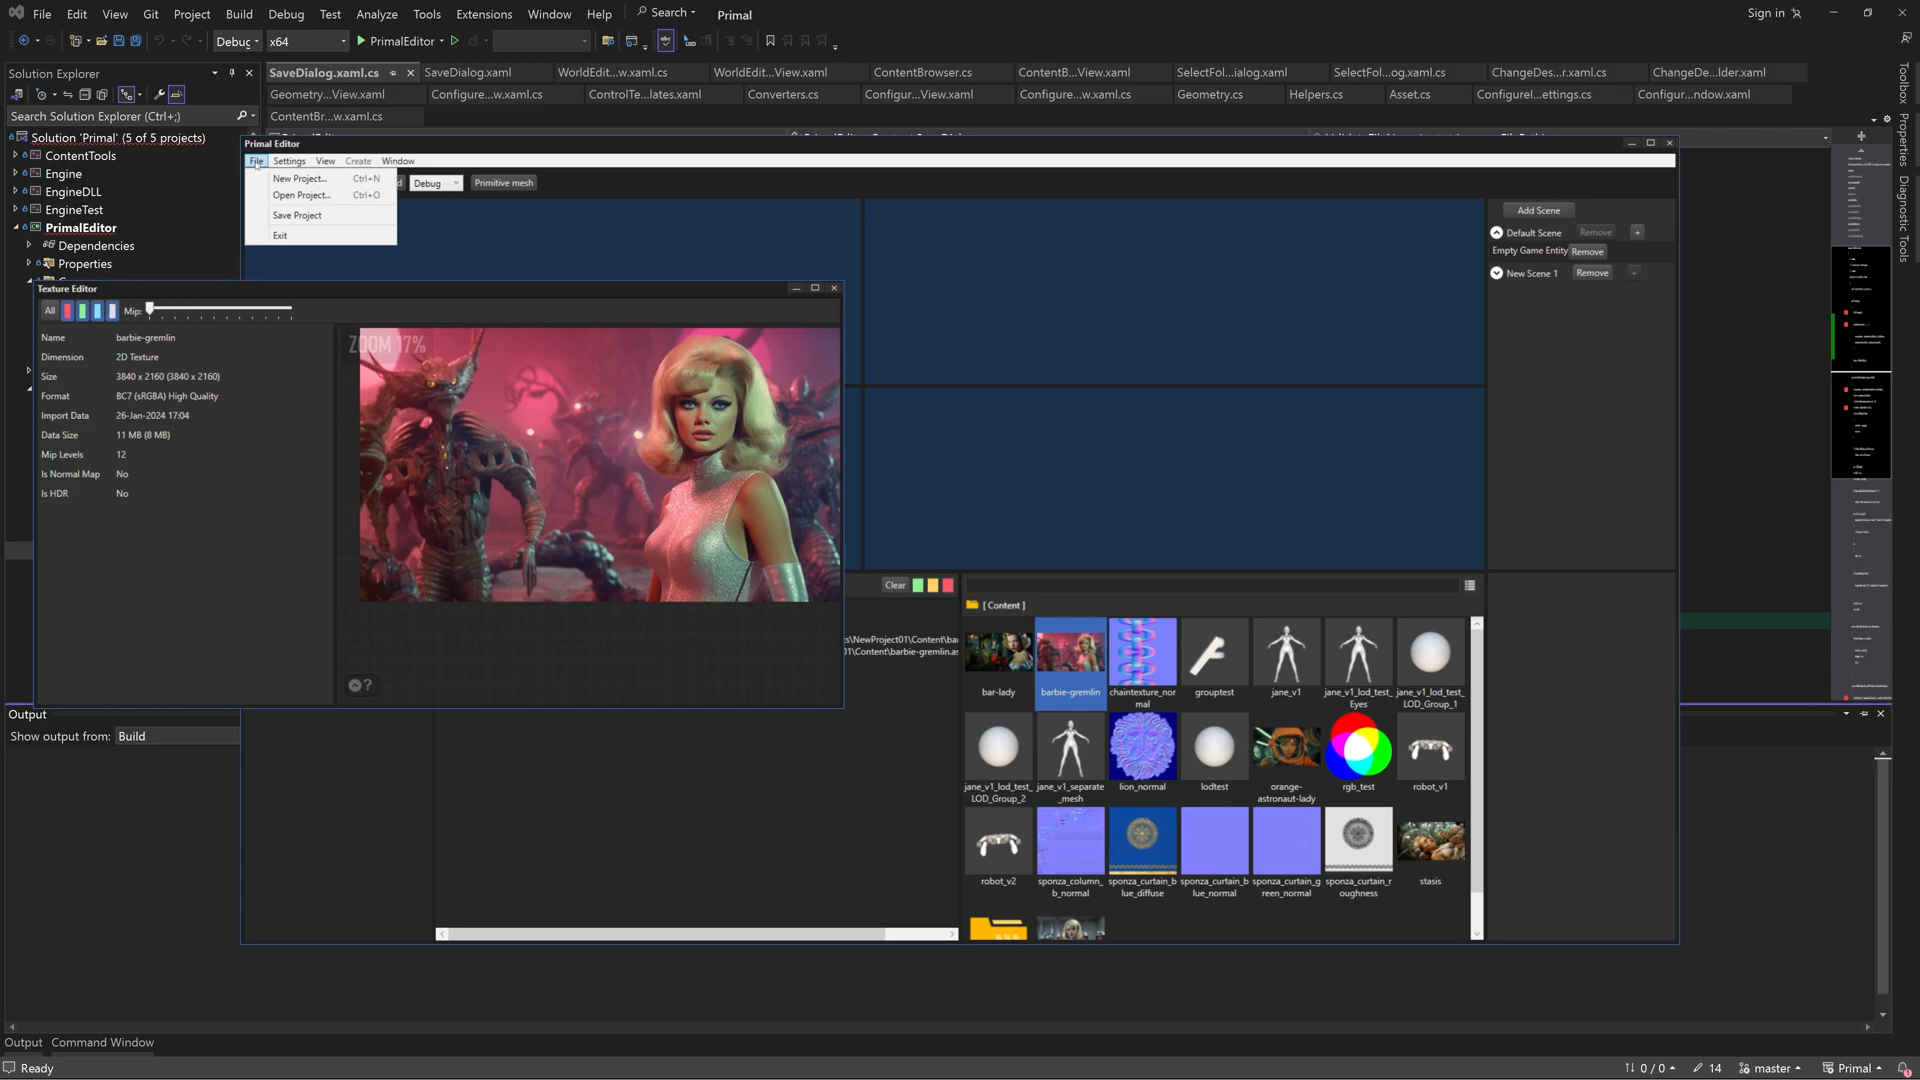 File Edit View Git Project Build Debug Test Analyze Tools Extensions Window Help Search Primal Sign in
Debug x64 PrimalEditor
Solution Explorer
SaveDialog.xaml.cs SaveDialog.xaml WorldEdit...w.xaml.cs WorldEdit...View.xaml ContentBrowser.cs ContentB...View.xaml SelectFol...ialog.xaml SelectFol...og.xaml.cs ChangeDes...r.xaml.cs ChangeDe...lder.xaml
Geometry...View.xaml Configure...w.xaml.cs ControlTe...lates.xaml Converters.cs Configur...View.xaml Configure...w.xaml.cs Geometry.cs Helpers.cs Asset.cs ConfigureI...ettings.cs Configur...ndow.xaml
Search Solution Explorer (Ctrl+;)
ContentBr...w.xaml.cs
Toolbox
Properties
Diagnostic Tools
Solution 'Primal' (5 of 5 projects)
ContentTools
Engine
EngineDLL
EngineTest
PrimalEditor
Dependencies
Properties
Primal Editor
File Settings View Create Window
New Project... Ctrl+N
Open Project... Ctrl+O
Save Project
Exit
d Debug Primitive mesh
Add Scene
Default Scene Remove +
Empty Game Entity Remove
New Scene 1 Remove
Texture Editor
All Mip:
Name barbie-gremlin
Dimension 2D Texture
Size 3840 x 2160 (3840 x 2160)
Format BC7 (sRGBA) High Quality
Import Data 26-Jan-2024 17:04
Data Size 11 MB (8 MB)
Mip Levels 12
Is Normal Map No
Is HDR No
ZOOM 17%
?
Clear
[ Content ]
s\NewProject01\Content\ba
01\Content\barbie-gremlin.as
bar-lady barbie-gremlin chaintexture_nor
mal grouptest jane_v1 jane_v1_lod_test_
Eyes jane_v1_lod_test_
LOD_Group_1
jane_v1_lod_test_
LOD_Group_2 jane_v1_separate
_mesh lion_normal lodtest orange-
astronaut-lady rgb_test robot_v1
robot_v2 sponza_column_
b_normal sponza_curtain_b
lue_diffuse sponza_curtain_b
lue_normal sponza_curtain_g
reen_normal sponza_curtain_r
oughness stasis
Output
Show output from: Build
Output Command Window
Ready
0 / 0 14 master Primal